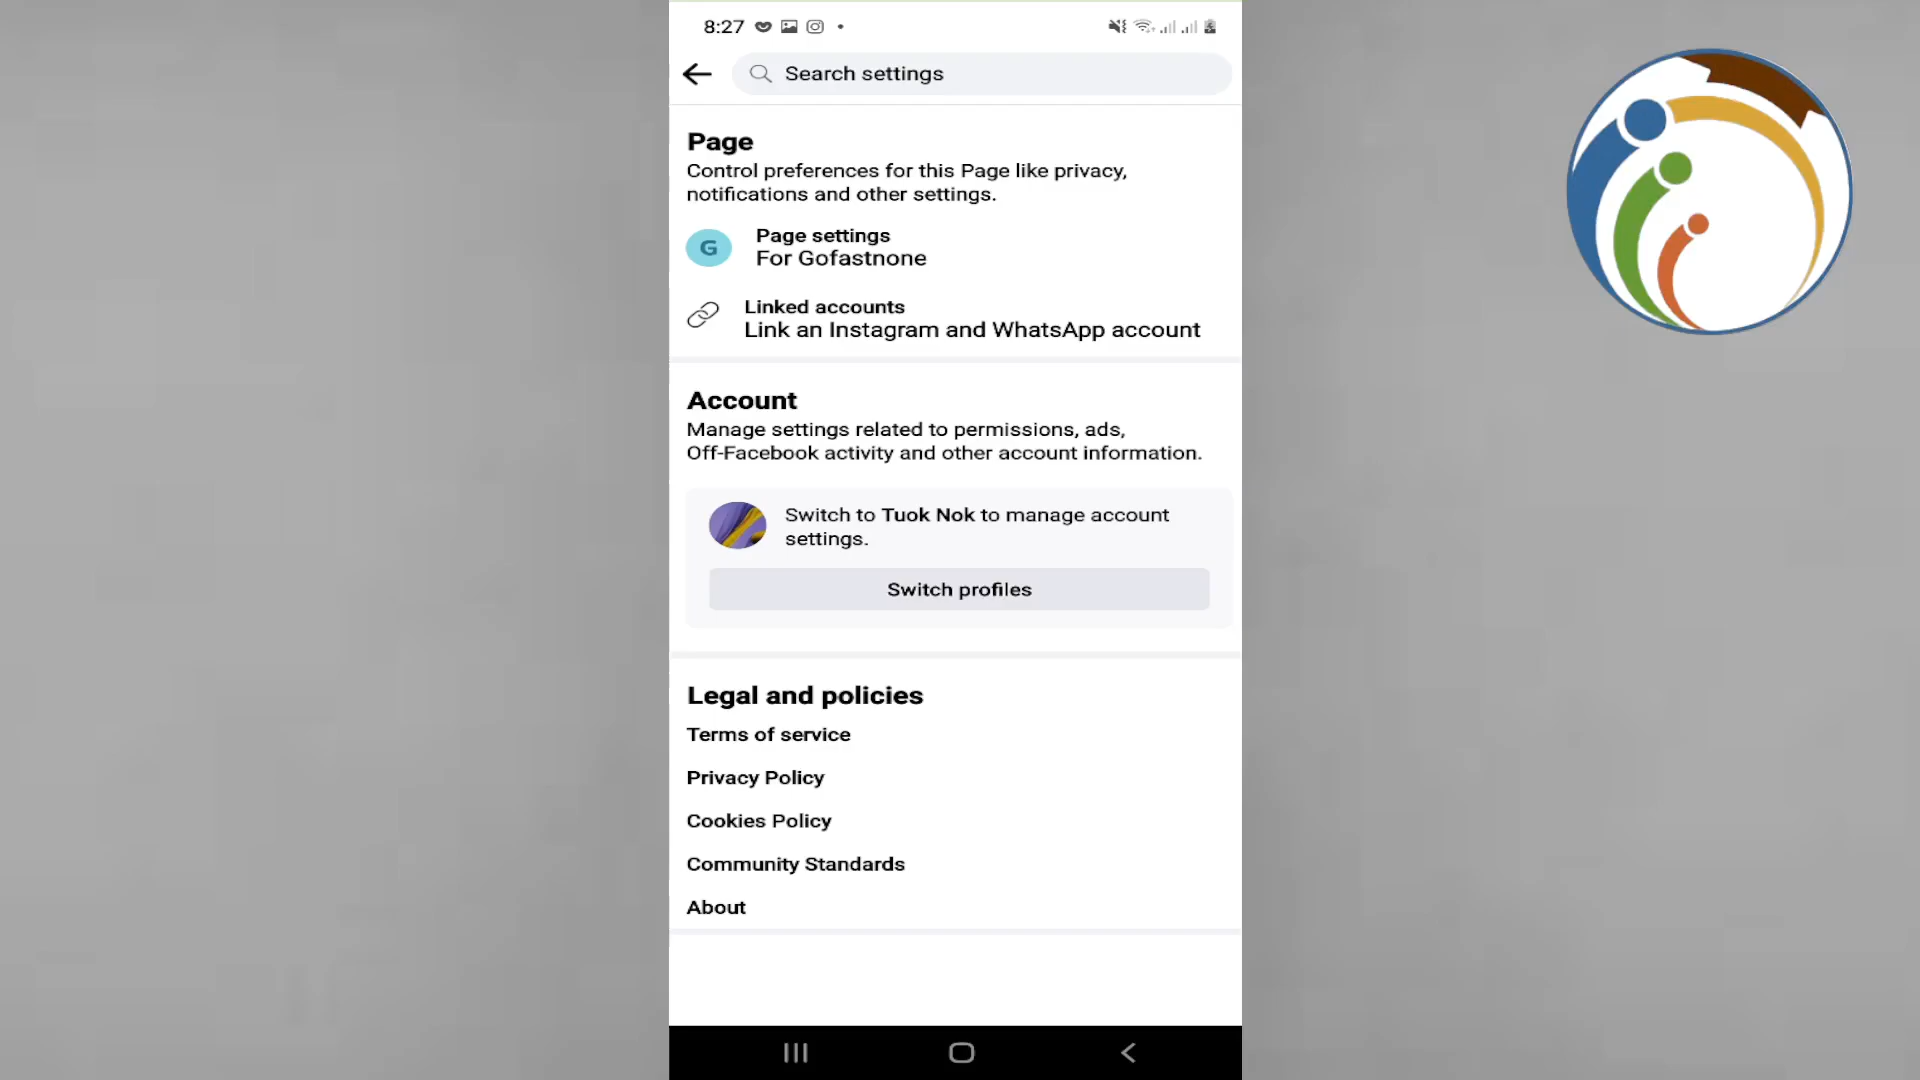 8:27
Search settings
Page
Control preferences for this Page like privacy,
notifications and other settings.
G
Page settings
For Gofastnone
Linked accounts
Link an Instagram and WhatsApp account
Account
Manage settings related to permissions, ads,
Off-Facebook activity and other account information.
Switch to Tuok Nok to manage account
settings.
Switch profiles
Legal and policies
Terms of service
Privacy Policy
Cookies Policy
Community Standards
About